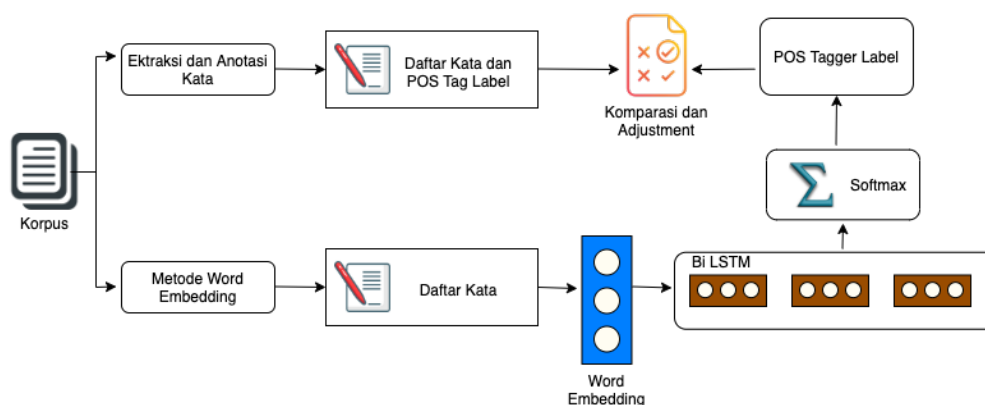 Ektraksi dan Anotasi
Kata
Daftar Kata dan
POS Tag Label
Komparasi dan
Adjustment
POS Tagger Label
Softmax
Korpus
Metode Word
Embedding
Daftar Kata
Word
Embedding
Bi LSTM